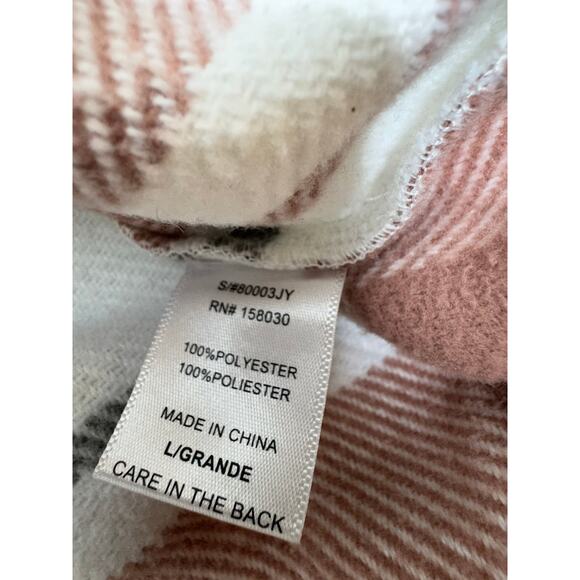 S/#80003JY
RN# 158030
100%POLYESTER
100%POLIESTER
MADE IN CHINA
L/GRANDE
CARE IN THE BACK